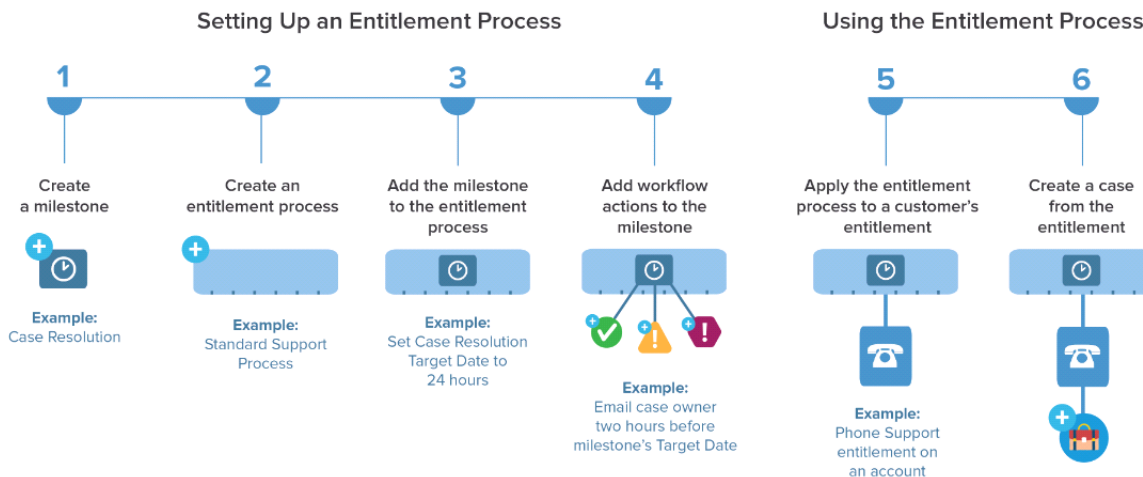 Setting Up an Entitlement Process
Using the Entitlement Process
1
2
3
4
5
6
Create
a milestone
Create an
entitlement process
Add the milestone
to the entitlement
process
Add workflow
actions to the
milestone
Apply the entitlement
process to a customer's
entitlement
Create a case
from the
entitlement
Example:
Case Resolution
Example:
Standard Support
Process
Example:
Set Case Resolution
Target Date to
24 hours
Example:
Email case owner
two hours before
milestone's Target Date
Example:
Phone Support
entitlement on
an account